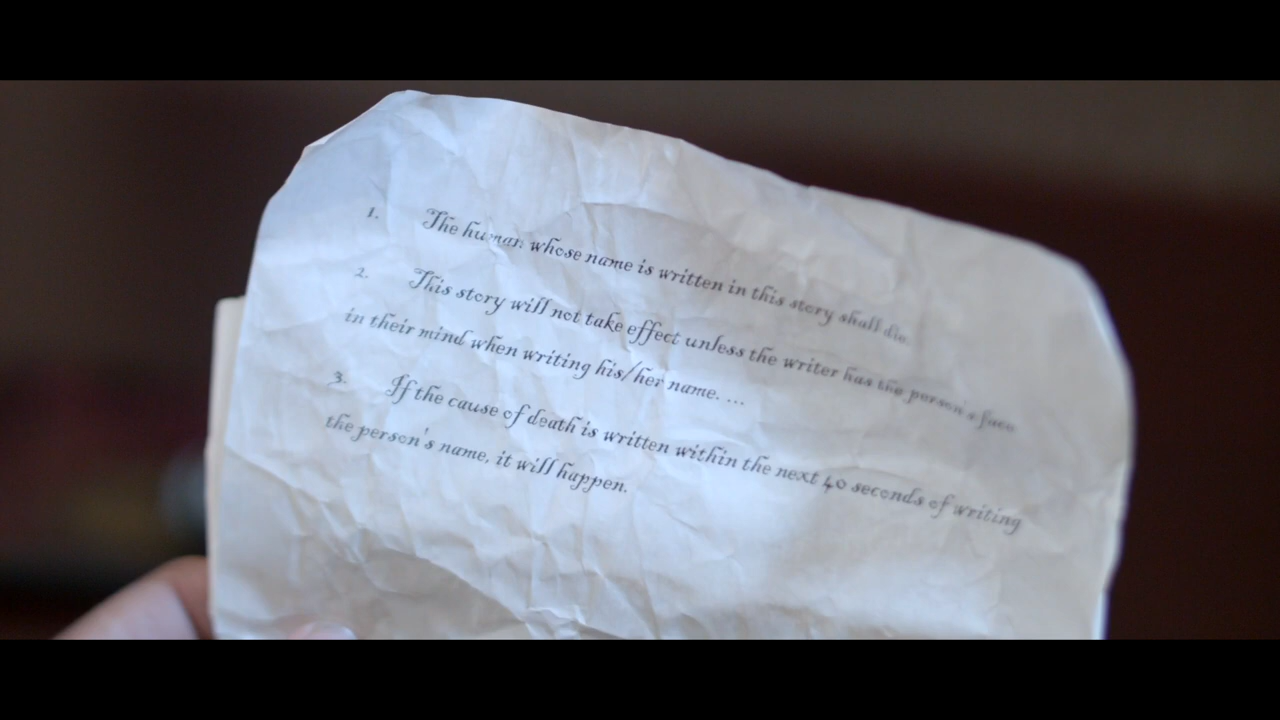 1. The human whose name is written in this story shall die.
2. This story will not take effect unless the writer has the person's face
in their mind when writing his/her name. ...
3. If the cause of death is written within the next 40 seconds of writing
the person's name, it will happen.